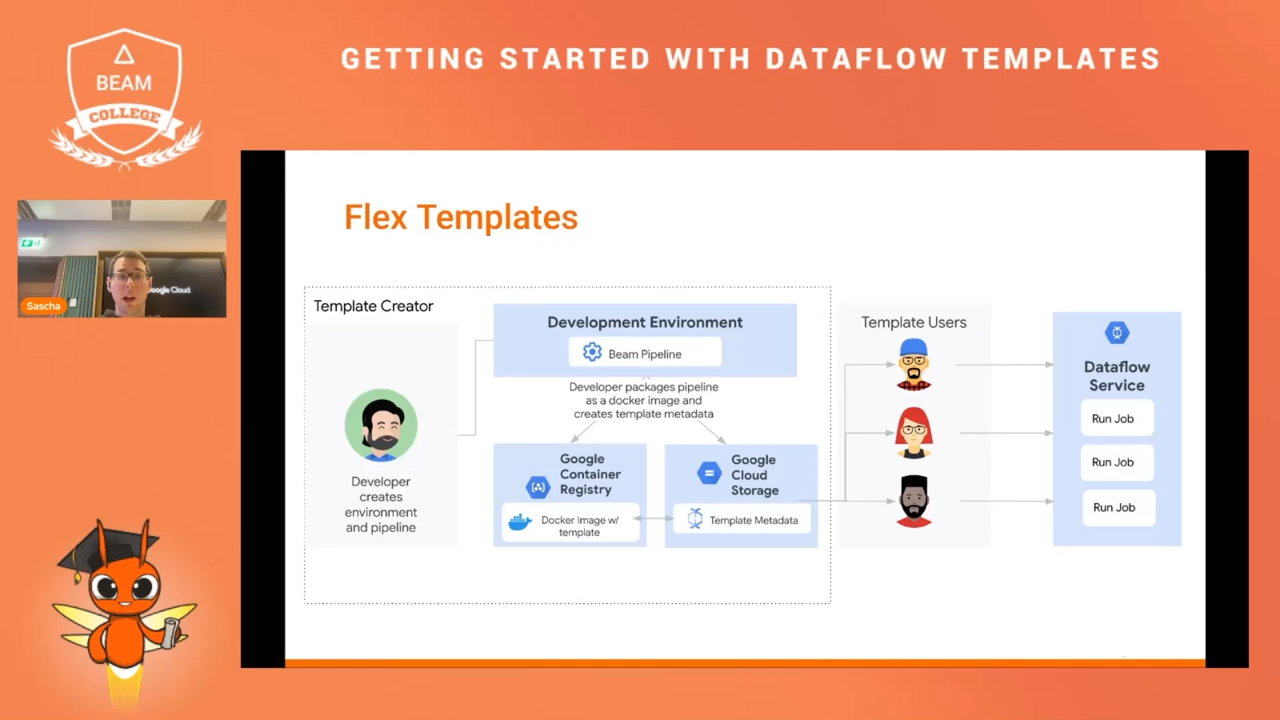 GETTING STARTED WITH DATAFLOW TEMPLATES
BEAM
COLLEGE
Sascha
Google Cloud
Flex Templates
Template Creator
Developer
creates
environment
and pipeline
Development Environment
Beam Pipeline
Developer packages pipeline
as a docker image and
creates template metadata
Google
Container
Registry
Docker Image w/
template
Google
Cloud
Storage
Template Metadata
Template Users
Dataflow
Service
Run Job
Run Job
Run Job